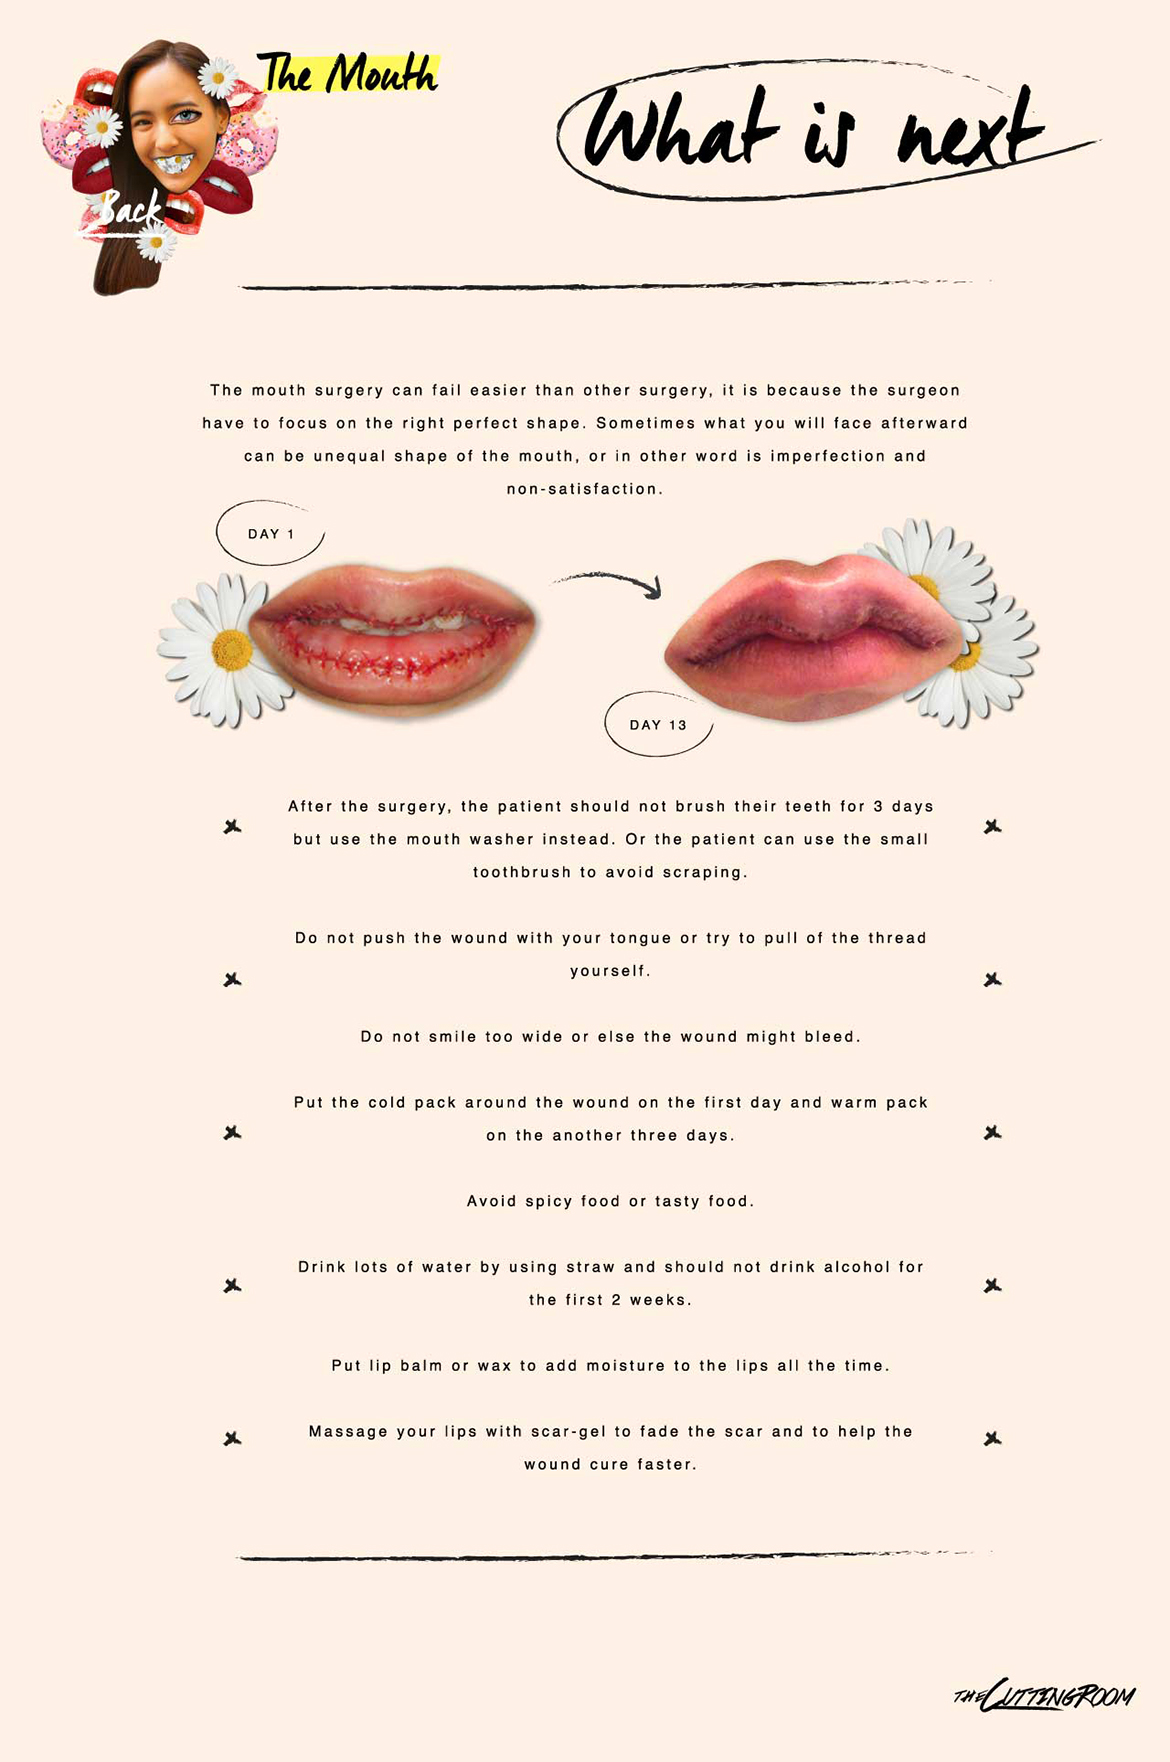 The Mouth
What is next
Back
The mouth surgery can fail easier than other surgery, it is because the surgeon
have to focus on the right perfect shape. Sometimes what you will face afterward
can be unequal shape of the mouth, or in other word is imperfection and
non-satisfaction.
DAY 1
DAY 13
After the surgery, the patient should not brush their teeth for 3 days
but use the mouth washer instead. Or the patient can use the small
toothbrush to avoid scraping.
Do not push the wound with your tongue or try to pull of the thread
yourself.
Do not smile too wide or else the wound might bleed.
Put the cold pack around the wound on the first day and warm pack
on the another three days.
Avoid spicy food or tasty food.
Drink lots of water by using straw and should not drink alcohol for
the first 2 weeks.
Put lip balm or wax to add moisture to the lips all the time.
Massage your lips with scar-gel to fade the scar and to help the
wound cure faster.
THE CUTTING ROOM